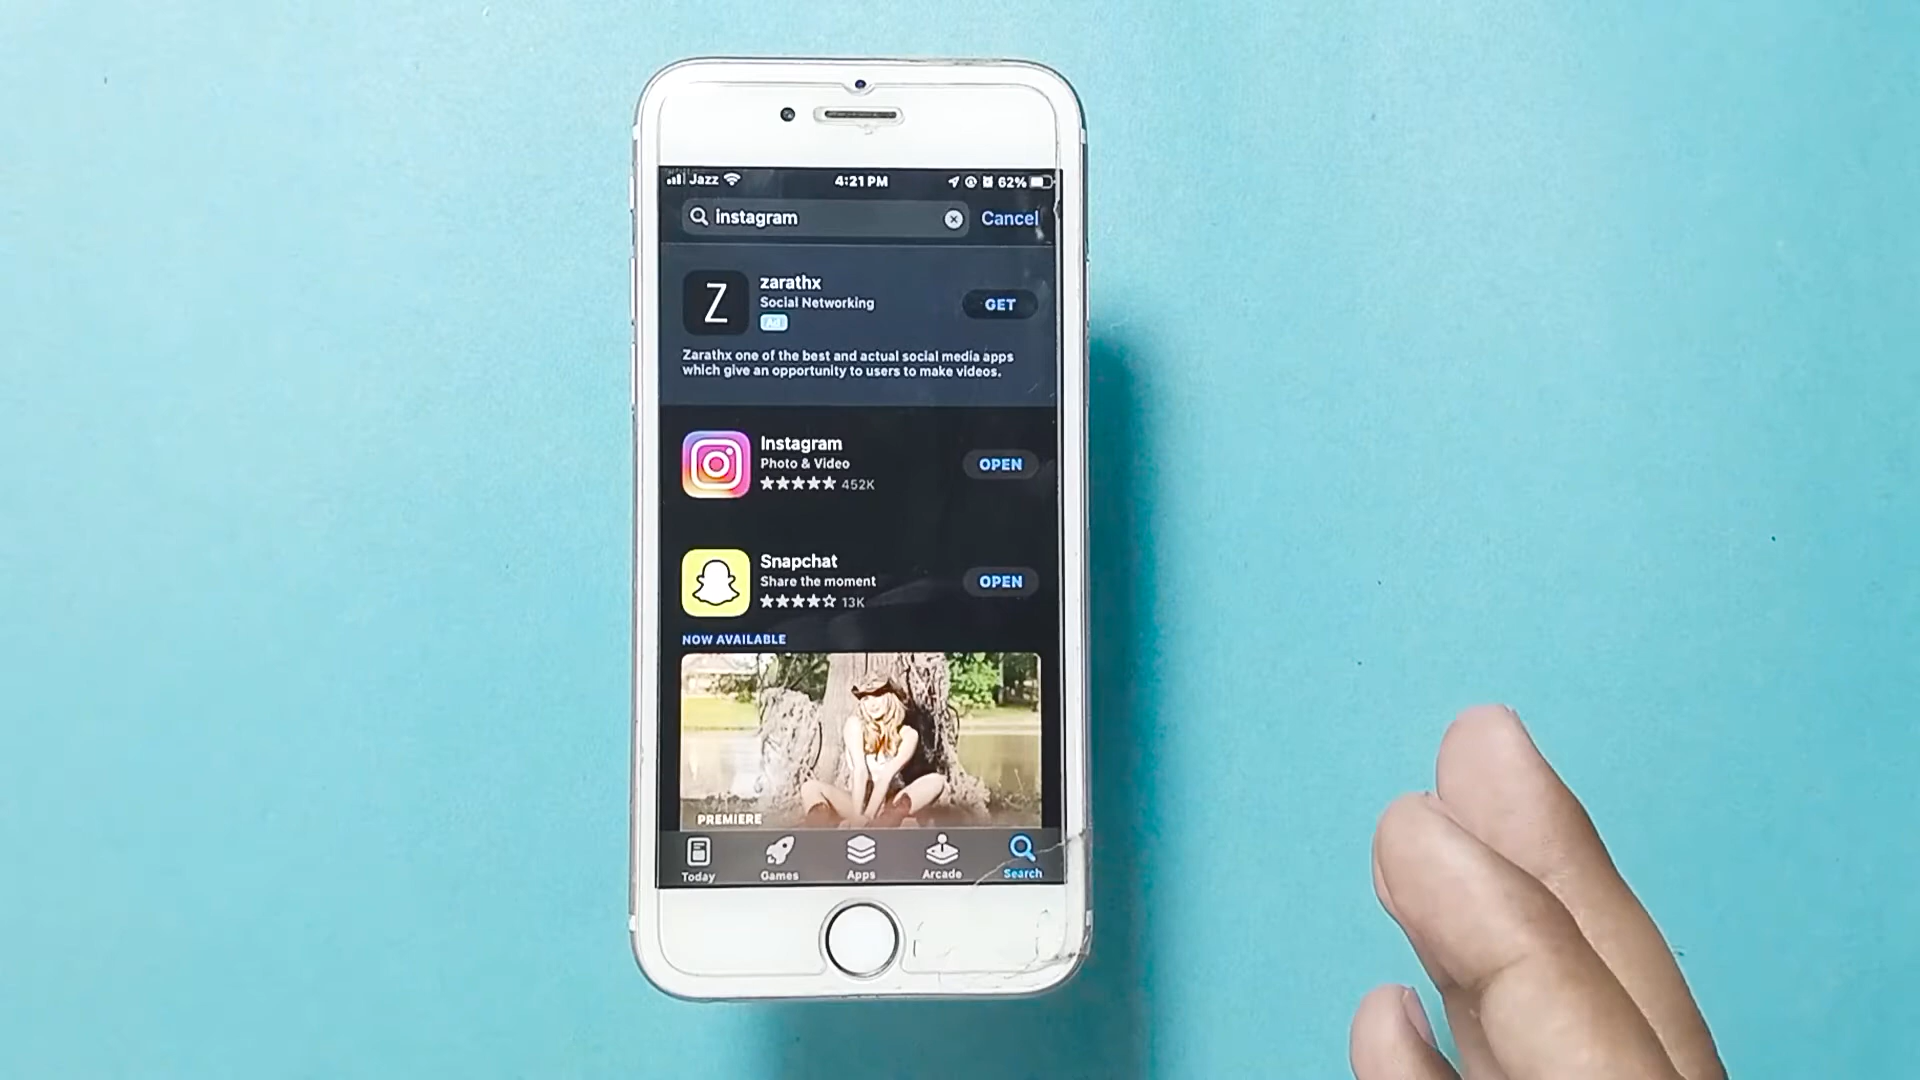 Jazz 4:21 PM 62%
instagram Cancel
zarathx
Social Networking
GET
Ad
Zarathx one of the best and actual social media apps
which give an opportunity to users to make videos.
Instagram
Photo & Video
OPEN
452K
Snapchat
Share the moment
OPEN
13K
NOW AVAILABLE
PREMIERE
Today Games Apps Arcade Search